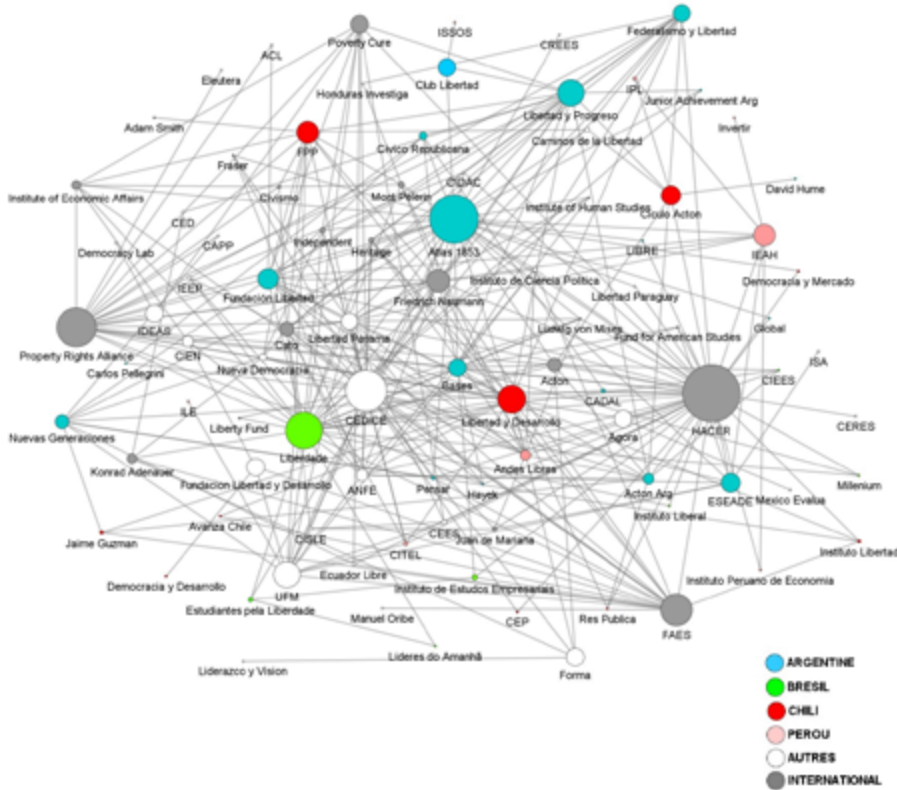 Poverty Cure
ISSOS
Federalismo y Libertad
CREES
ACL
Eleutera
Club Libertad
Honduras Investiga
IPL
Junior Achievement Arg
Libertad y Progreso
Adam Smith
Invertir
Caminos de la Libertad
Civico Republicana
FPP
Fraser
CIDAC
David Hume
Institute of Economic Affairs
Civismo
Mont Pelerin
Institute of Human Studies
Ciculo Acton
CED
Independent
CAPP
Democracy Lab
Heritage
Atlas 1853
LIBRE
IEAH
Instituto de Ciencia Política
Democracia y Mercado
IEEP
Fundación Libertad
Friedrich Naumann
Libertad Paraguay
IDEAS
Libertad Panama
Ludwig von Mises
Fund for American Studies
Global
Property Rights Alliance
CIEN
Cato
Nueva Democracia
ISA
Carlos Pellegrini
Bases
Acton
CIEES
CEDICE
CADAL
ILE
Liberty Fund
Libertad y Desarrollo
HACER
CERES
Nuevas Generaciones
Agora
Liberdade
Konrad Adenauer
Andes Libres
Fundacion Libertad y Desarrollo
ANFE
Pensar
Hayek
Acton Arg
ESEADE
Mexico Evalua
Millenium
Instituto Liberal
Avanza Chile
CISLE
CEES
Juan de Mariana
Jaime Guzman
CITEL
Instituto Libertad
Ecuador Libre
Democracia y Desarrollo
UFM
Instituto de Estudos Empresariais
Instituto Peruano de Economia
Estudiantes pela Liberdade
Manuel Oribe
CEP
Res Publica
FAES
Lideres do Amanhã
Liderazco y Vision
Forma
ARGENTINE
BRESIL
CHILI
PEROU
AUTRES
INTERNATIONAL